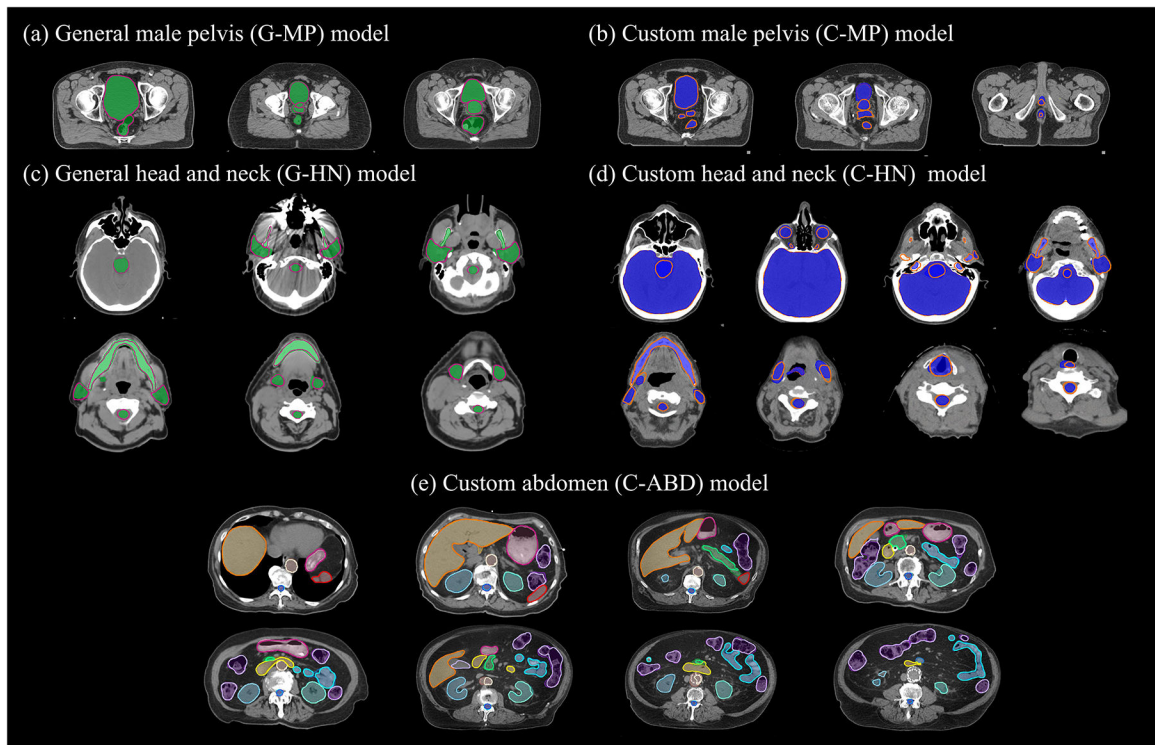 (a) General male pelvis (G-MP) model
(b) Custom male pelvis (C-MP) model
(c) General head and neck (G-HN) model
(d) Custom head and neck (C-HN) model
(e) Custom abdomen (C-ABD) model